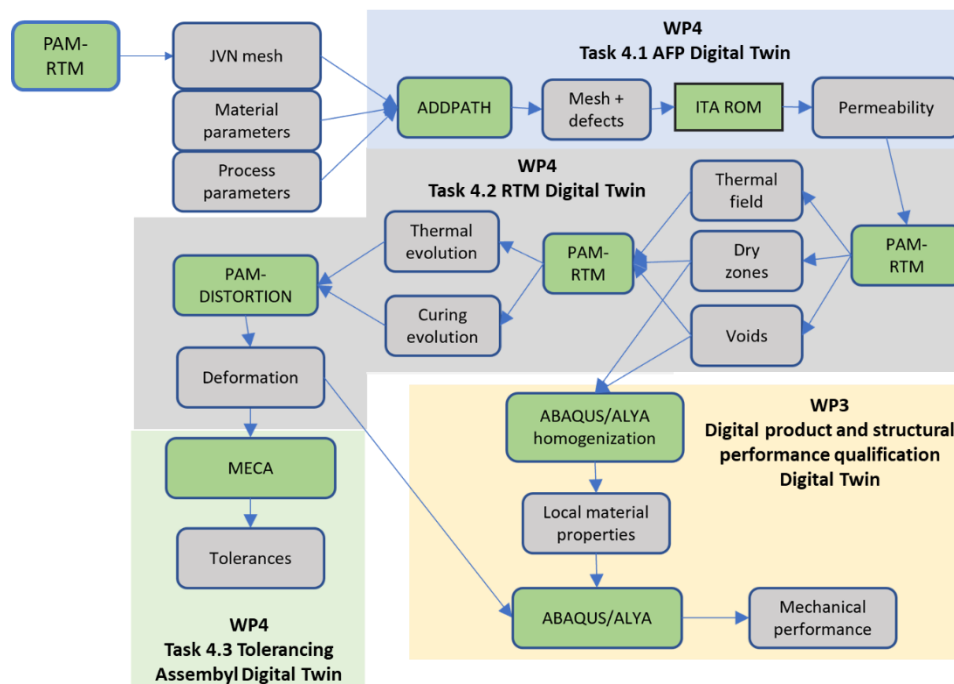 PAM-
RTM
JVN mesh
Material
parameters
Process
parameters
WP4
Task 4.1 AFP Digital Twin
ADDPATH
Mesh +
defects
ITA ROM
Permeability
WP4
Task 4.2 RTM Digital Twin
Thermal
field
Dry
zones
Voids
PAM-
RTM
PAM-
RTM
Thermal
evolution
Curing
evolution
PAM-
DISTORTION
Deformation
MECA
Tolerances
WP4
Task 4.3 Tolerancing
Assembyl Digital Twin
WP3
Digital product and structural
performance qualification
Digital Twin
ABAQUS/ALYA
homogenization
Local material
properties
ABAQUS/ALYA
Mechanical
performance